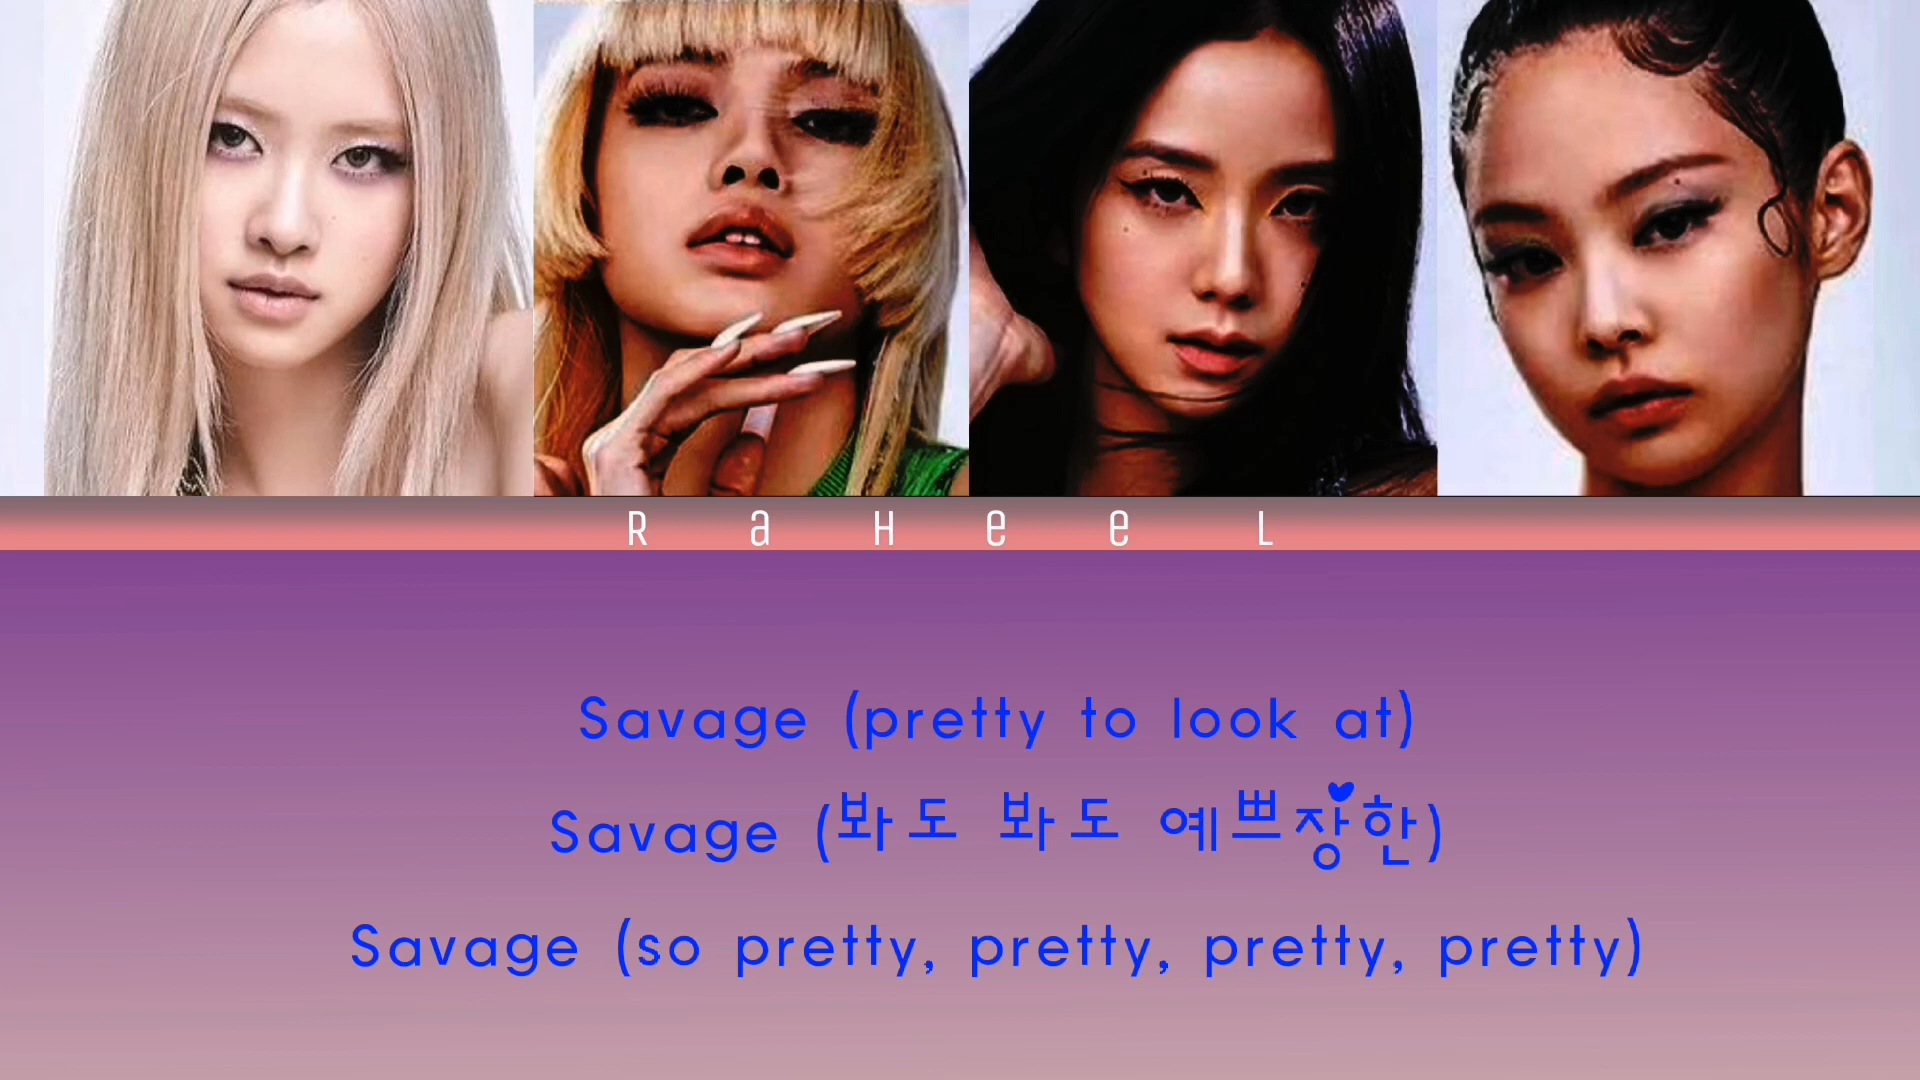 R a H e e L
Savage (pretty to look at)
Savage (봐도 봐도 예쁘장한)
Savage (so pretty, pretty, pretty, pretty)